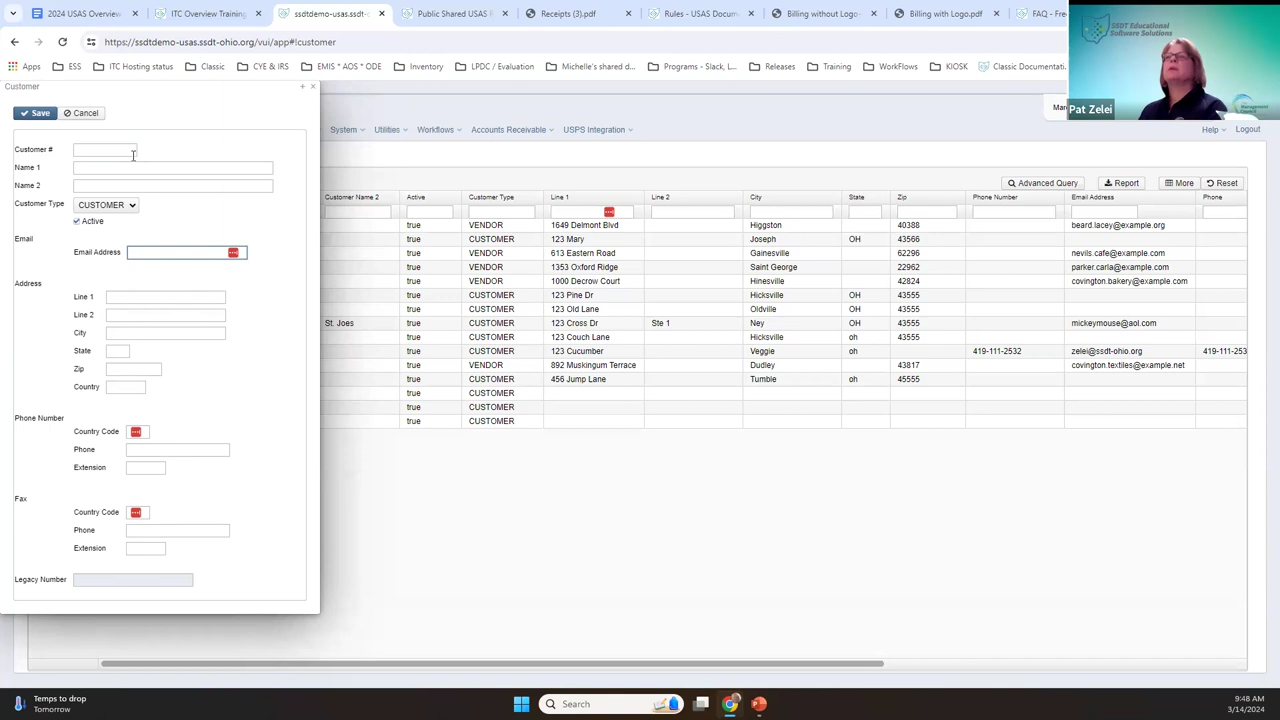 2024 USAS Overview
ITC Overview Training
ssdtdemo-usas.ssdt-
Public Shared USAS
Receipts (3).pdf
Rules - USAS - Docu
Billing without Logo-
Billing with Logo.pdf
FAQ - Fre
https://ssdtdemo-usas.ssdt-ohio.org/vui/app#!customer
Apps ESS ITC Hosting status Classic CYE & IRS EMIS * AOS * ODE Inventory LPDC / Evaluation Michelle's shared d... Programs - Slack, L... Releases Training WorkFlows KIOSK Classic Documentati...
SSDT Educational
Software Solutions
Management
Council
Pat Zelei
Customer
Save Cancel
Customer #
Name 1
Name 2
Customer Type CUSTOMER
Active
Email
Email Address
Address
Line 1
Line 2
City
State
Zip
Country
Phone Number
Country Code
Phone
Extension
Fax
Country Code
Phone
Extension
Legacy Number
System Utilities Workflows Accounts Receivable USPS Integration Help Logout
Advanced Query Report More Reset
Customer Name 2 Active Customer Type Line 1 Line 2 City State Zip Phone Number Email Address Phone
true VENDOR 1649 Delmont Blvd Higgston 40388 beard.lacey@example.org
true CUSTOMER 123 Mary Joseph OH 43566
true VENDOR 613 Eastern Road Gainesville 62296 nevils.cafe@example.com
true VENDOR 1353 Oxford Ridge Saint George 22962 parker.carla@example.com
true VENDOR 1000 Decrow Court Hinesville 42824 covington.bakery@example.com
true CUSTOMER 123 Pine Dr Hicksville OH 43555
true CUSTOMER 123 Old Lane Oldville OH 43555
St. Joes true CUSTOMER 123 Cross Dr Ste 1 Ney OH 43555 mickeymouse@aol.com
true CUSTOMER 123 Couch Lane Hicksville oh 43555
true CUSTOMER 123 Cucumber Veggie 419-111-2532 zelei@ssdt-ohio.org 419-111-253
true VENDOR 892 Muskingum Terrace Dudley 43817 covington.textiles@example.net
true CUSTOMER 456 Jump Lane Tumble oh 45555
true CUSTOMER
true CUSTOMER
true CUSTOMER
Temps to drop
Tomorrow
Search
9:48 AM
3/14/2024